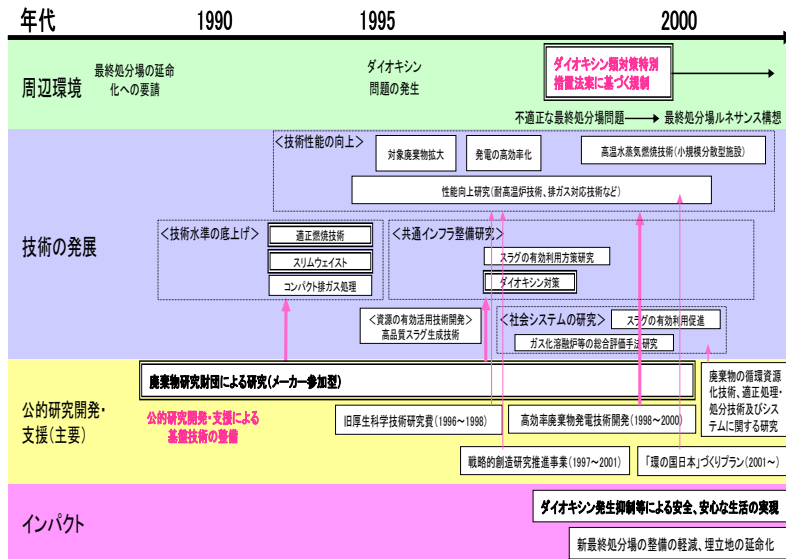 年代
1990
1995
2000
周辺環境
最終処分場の延命
化への要請
ダイオキシン
問題の発生
ダイオキシン類対策特別
措置法案に基づく規制
不適正な最終処分場問題
最終処分場ルネサンス構想
技術の発展
<技術性能の向上>
対象廃棄物拡大
発電の高効率化
高温水蒸気燃焼技術(小規模分散型施設)
性能向上研究(耐高温炉技術、排ガス対応技術など)
<技術水準の底上げ>
適正燃焼技術
スリムウェイスト
コンパクト排ガス処理
<共通インフラ整備研究>
スラグの有効利用方策研究
ダイオキシン対策
<資源の有効活用技術開発>
高品質スラグ生成技術
<社会システムの研究>
スラグの有効利用促進
ガス化溶融炉等の総合評価手法研究
公的研究開発・
支援(主要)
廃棄物研究財団による研究(メーカー参加型)
公的研究開発・支援による
基盤技術の整備
旧厚生科学技術研究費(1996~1998)
高効率廃棄物発電技術開発(1998~2000)
廃棄物の循環資源
化技術、適正処理・
処分技術及びシス
テムに関する研究
戦略的創造研究推進事業(1997~2001)
「環の国日本」づくりプラン(2001~)
インパクト
ダイオキシン発生抑制等による安全、安心な生活の実現
新最終処分場の整備の軽減、埋立地の延命化